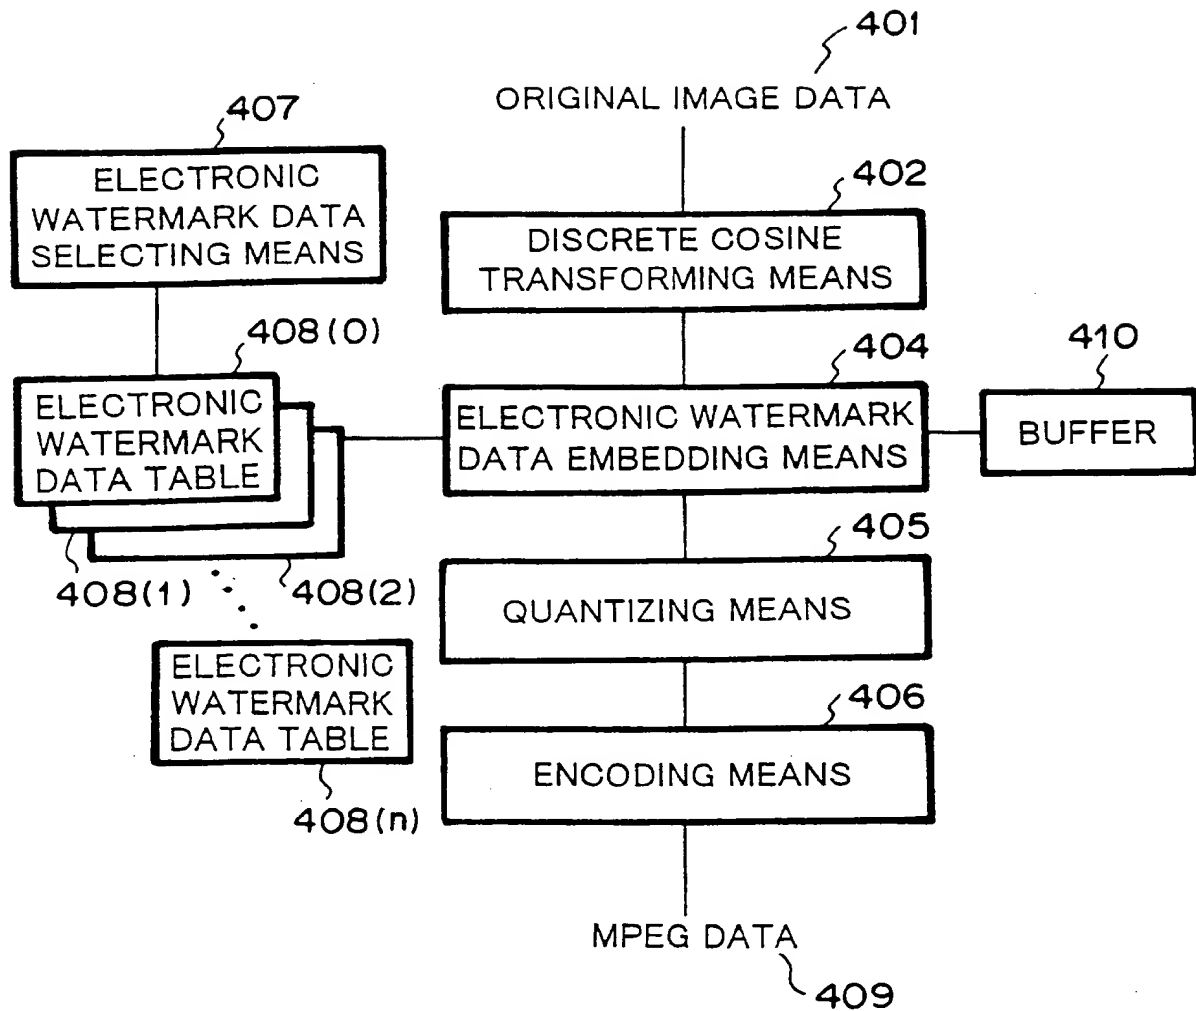 401
ORIGINAL IMAGE DATA
407
ELECTRONIC
WATERMARK DATA
SELECTING MEANS
402
DISCRETE COSINE
TRANSFORMING MEANS
408(0)
ELECTRONIC
WATERMARK
DATA TABLE
404
ELECTRONIC WATERMARK
DATA EMBEDDING MEANS
410
BUFFER
408(1)
408(2)
405
QUANTIZING MEANS
ELECTRONIC
WATERMARK
DATA TABLE
408(n)
406
ENCODING MEANS
MPEG DATA
409